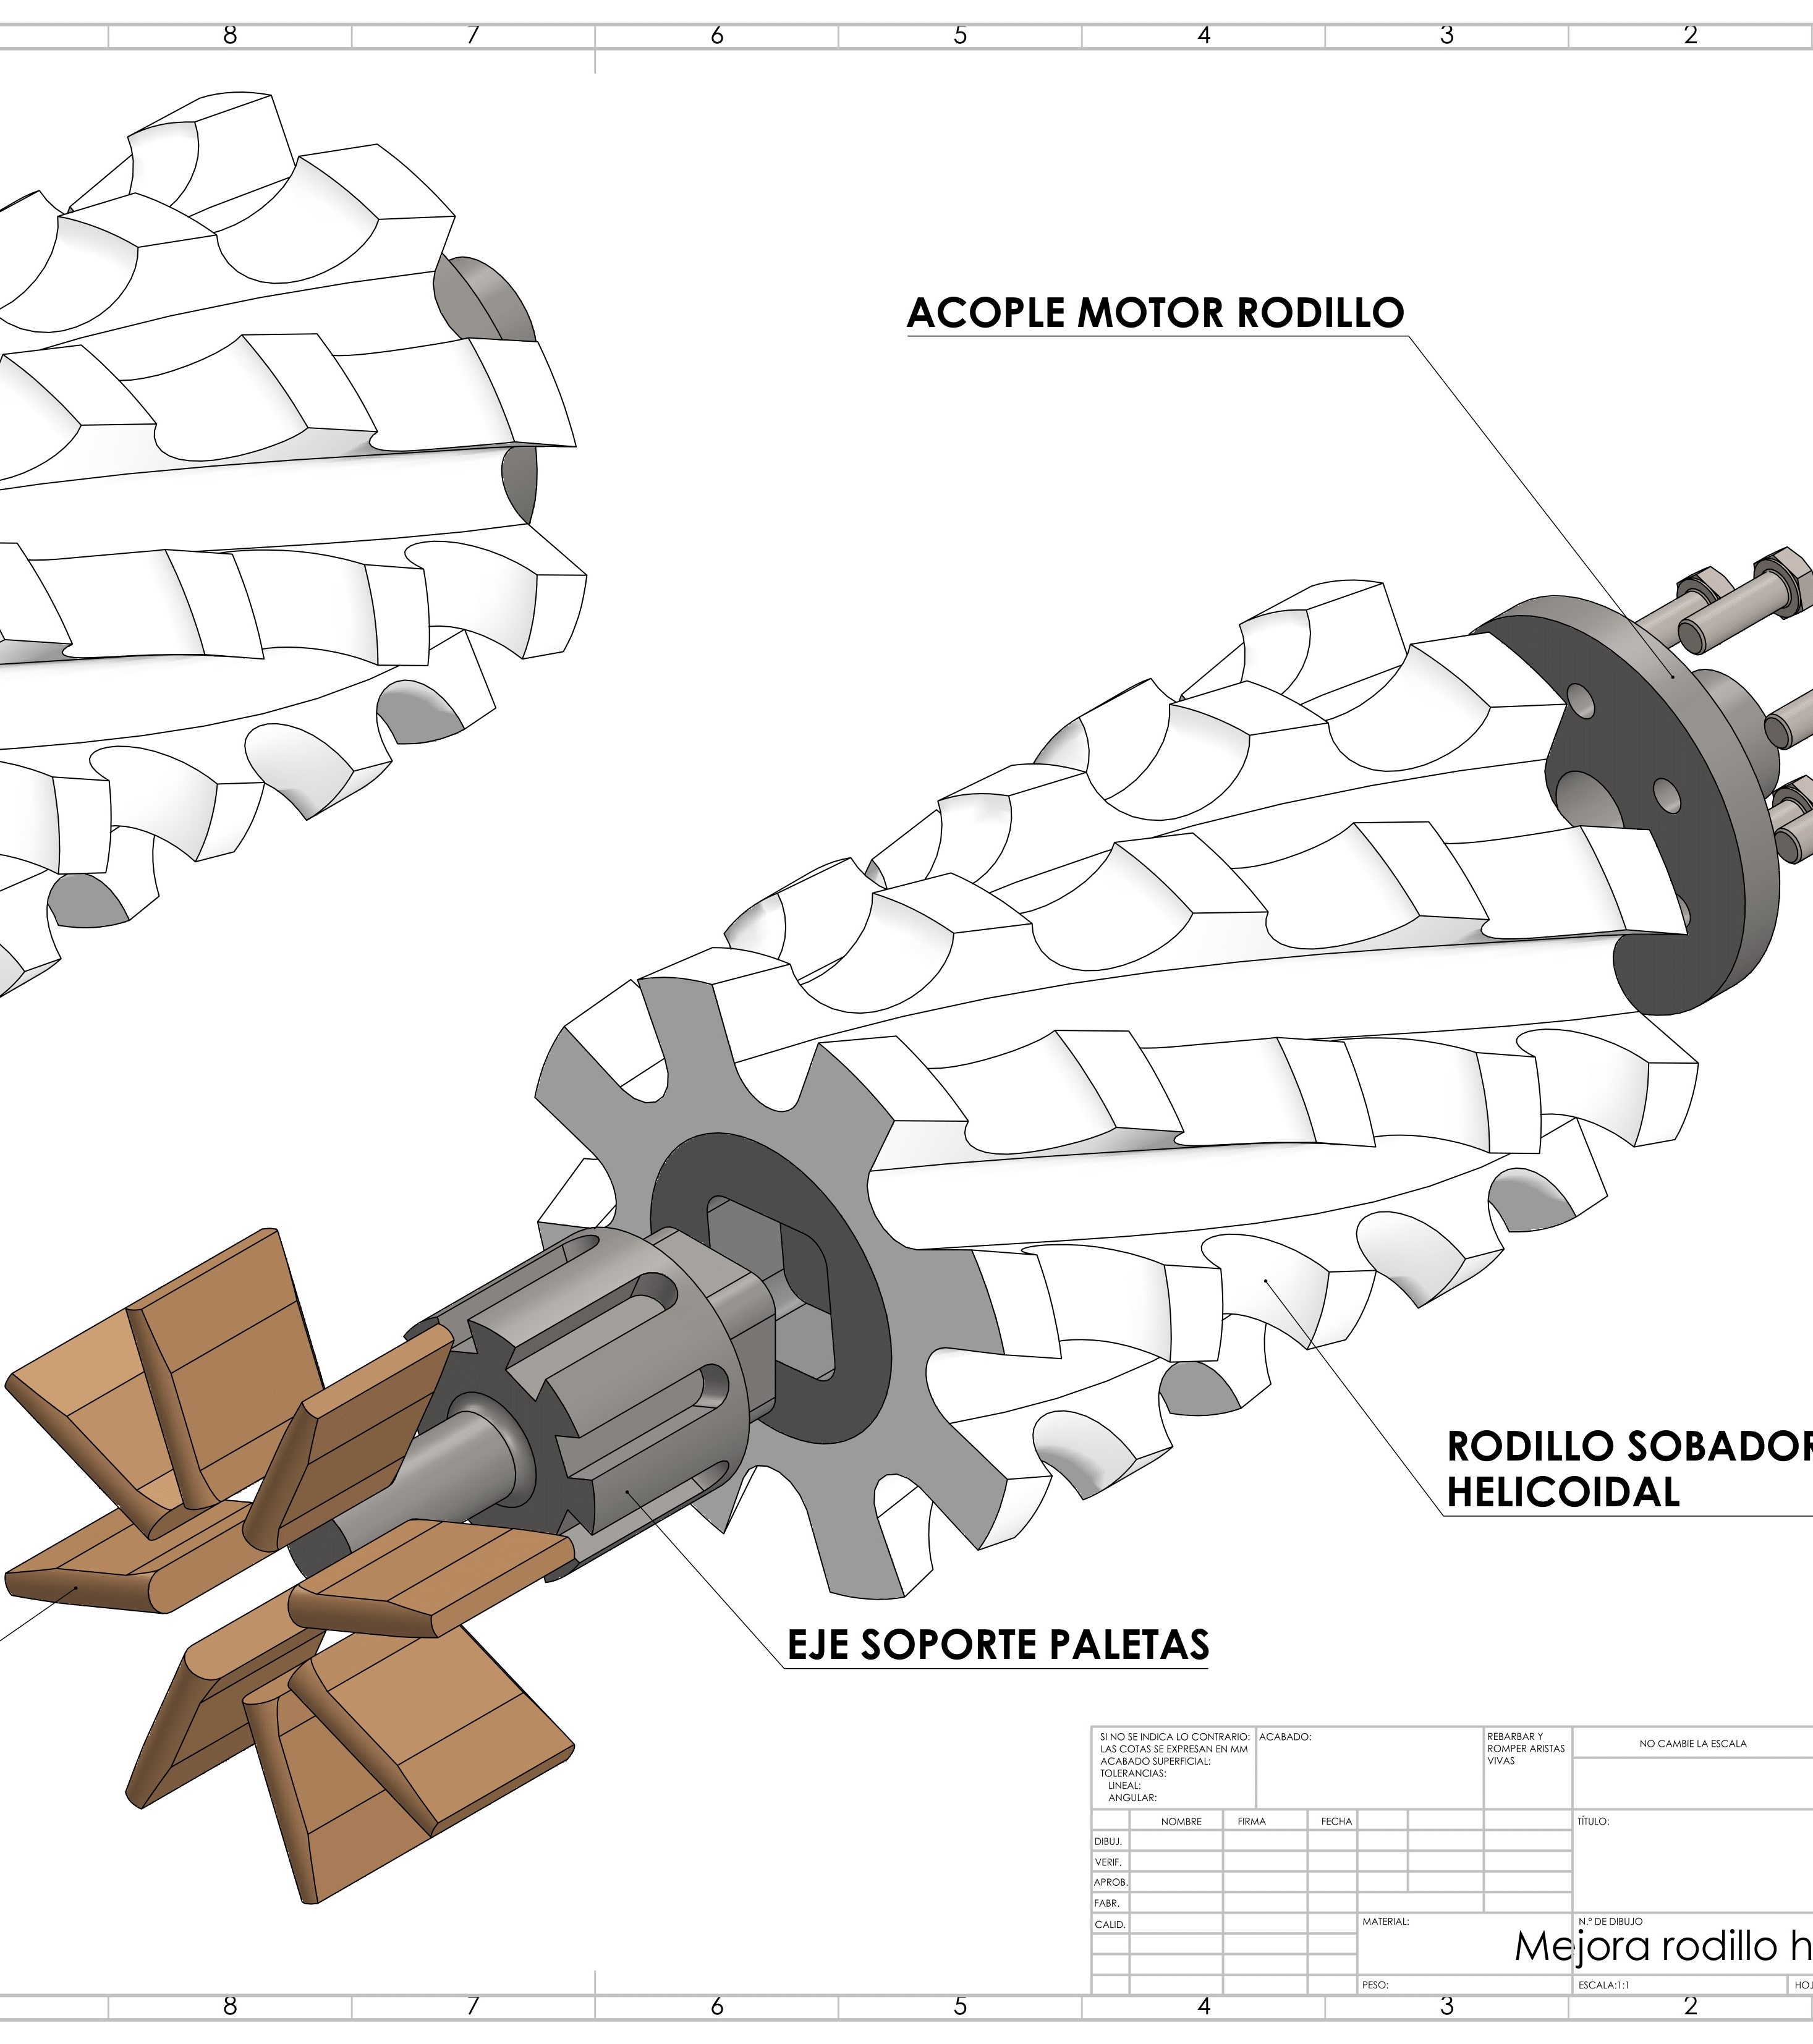 8 7 6 5 4 3 2
ACOPLE MOTOR RODILLO
RODILLO SOBADOR
HELICOIDAL
EJE SOPORTE PALETAS
SI NO SE INDICA LO CONTRARIO:
LAS COTAS SE EXPRESAN EN MM
ACABADO SUPERFICIAL:
TOLERANCIAS:
LINEAL:
ANGULAR:
ACABADO:
REBARBAR Y
ROMPER ARISTAS
VIVAS
NO CAMBIE LA ESCALA
NOMBRE FIRMA FECHA
TÍTULO:
DIBUJ.
VERIF.
APROB.
FABR.
CALID.
MATERIAL:
N.º DE DIBUJO
Mejora rodillo h
PESO:
ESCALA:1:1
HOJ
8 7 6 5 4 3 2